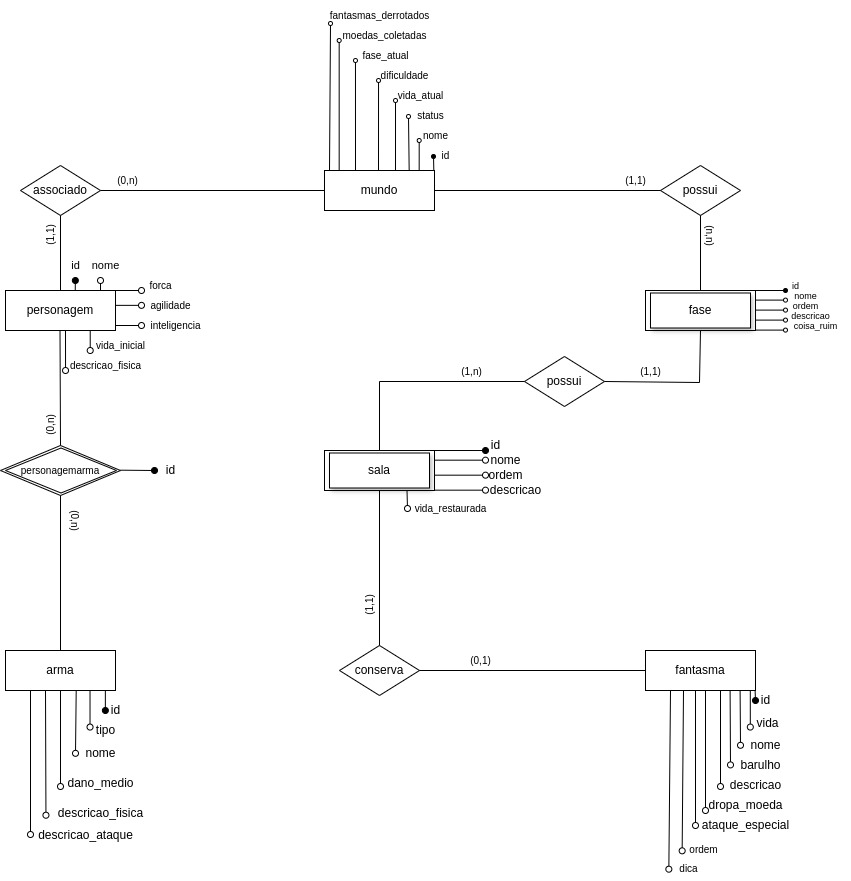 fantasmas_derrotados
moedas_coletadas
fase_atual
dificuldade
vida_atual
status
nome
id
associado
(0,n)
mundo
(1,1)
possui
(1,1)
(0,n)
id nome
forca
personagem
agilidade
inteligencia
vida_inicial
descricao_fisica
fase
id
nome
ordem
descricao
coisa_ruim
(1,n)
possui
(1,1)
(0,n)
personagemarma
id
(0,n)
sala
id
nome
ordem
descricao
vida_restaurada
(1,1)
conserva
(0,1)
arma
id
tipo
nome
dano_medio
descricao_fisica
descricao_ataque
fantasma
id
vida
nome
barulho
descricao
dropa_moeda
ataque_especial
ordem
dica